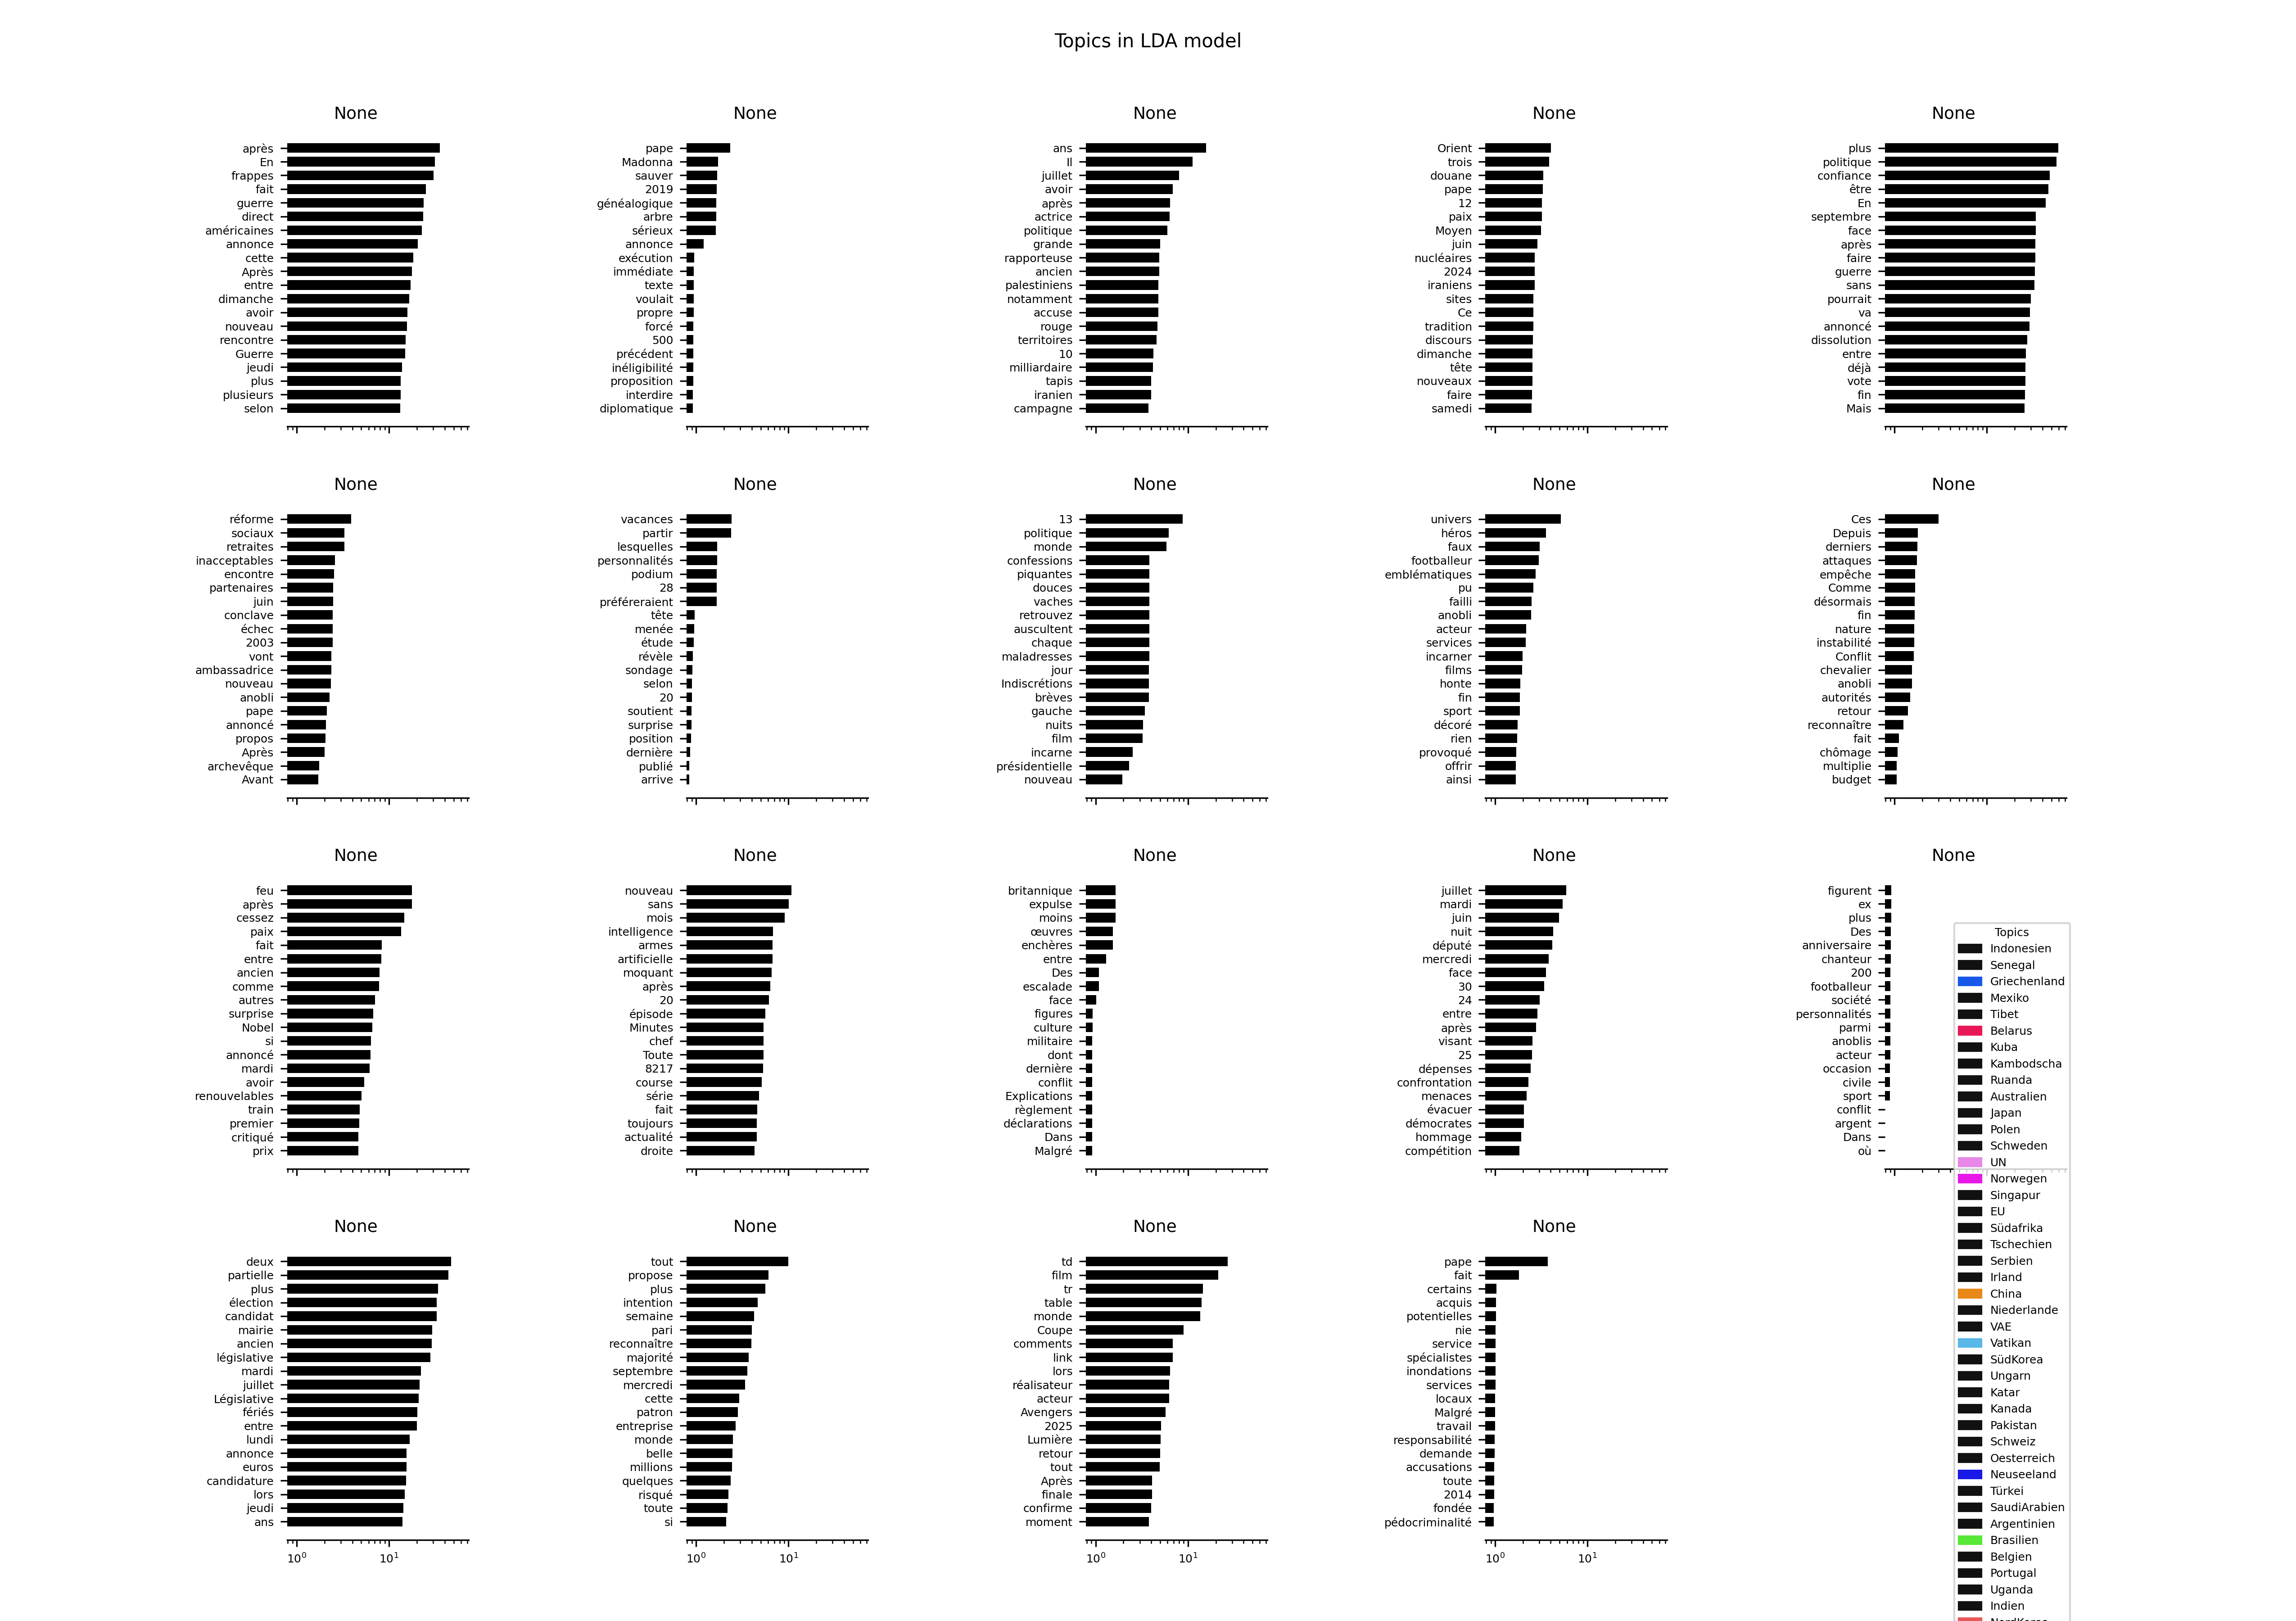 Topics in LDA model
None
après
En
frappes
fait
guerre
direct
américaines
annonce
cette
Après
entre
dimanche
avoir
nouveau
rencontre
Guerre
jeudi
plus
plusieurs
selon
None
pape
Madonna
sauver
2019
généalogique
arbre
sérieux
annonce
exécution
immédiate
texte
voulait
propre
forcé
500
précédent
inéligibilité
proposition
interdire
diplomatique
None
ans
Il
juillet
avoir
après
actrice
politique
grande
rapporteuse
ancien
palestiniens
notamment
accuse
rouge
territoires
10
milliardaire
tapis
iranien
campagne
None
Orient
trois
douane
pape
12
paix
Moyen
juin
nucléaires
2024
iraniens
sites
Ce
tradition
discours
dimanche
tête
nouveaux
faire
samedi
None
plus
politique
confiance
être
En
septembre
face
après
faire
guerre
sans
pourrait
va
annoncé
dissolution
entre
déjà
vote
fin
Mais
None
réforme
sociaux
retraites
inacceptables
encontre
partenaires
juin
conclave
échec
2003
vont
ambassadrice
nouveau
anobli
pape
annoncé
propos
Après
archevêque
Avant
None
vacances
partir
lesquelles
personnalités
podium
28
préféreraient
tête
menée
étude
révèle
sondage
selon
20
soutient
surprise
position
dernière
publié
arrive
None
13
politique
monde
confessions
piquantes
douces
vaches
retrouvez
auscultent
chaque
maladresses
jour
Indiscrétions
brèves
gauche
nuits
film
incarne
présidentielle
nouveau
None
univers
héros
faux
footballeur
emblématiques
pu
failli
anobli
acteur
services
incarner
films
honte
fin
sport
décoré
rien
provoqué
offrir
ainsi
None
Ces
Depuis
derniers
attaques
empêche
Comme
désormais
fin
nature
instabilité
Conflit
chevalier
anobli
autorités
retour
reconnaître
fait
chômage
multiplie
budget
None
feu
après
cessez
paix
fait
entre
ancien
comme
autres
surprise
Nobel
si
annoncé
mardi
avoir
renouvelables
train
premier
critiqué
prix
None
nouveau
sans
mois
intelligence
armes
artificielle
moquant
après
20
épisode
Minutes
chef
Toute
8217
course
série
fait
toujours
actualité
droite
None
britannique
expulse
moins
œuvres
enchères
entre
Des
escalade
face
figures
culture
militaire
dont
dernière
conflit
Explications
règlement
déclarations
Dans
Malgré
None
juillet
mardi
juin
nuit
député
mercredi
face
30
24
entre
après
visant
25
dépenses
confrontation
menaces
évacuer
démocrates
hommage
compétition
None
figurent
ex
plus
Des
anniversaire
chanteur
200
footballeur
société
personnalités
parmi
anoblis
acteur
occasion
civile
sport
conflit
argent
Dans
où
None
deux
partielle
plus
élection
candidat
mairie
ancien
législative
mardi
juillet
Législative
fériés
entre
lundi
annonce
euros
candidature
lors
jeudi
ans
10^0
10^1
None
tout
propose
plus
intention
semaine
pari
reconnaître
majorité
septembre
mercredi
cette
patron
entreprise
monde
belle
millions
quelques
risqué
toute
si
10^0
10^1
None
td
film
tr
table
monde
Coupe
comments
link
lors
réalisateur
acteur
Avengers
2025
Lumière
retour
tout
Après
finale
confirme
moment
10^0
10^1
None
pape
fait
certains
acquis
potentielles
nie
service
spécialistes
inondations
services
locaux
Malgré
travail
responsabilité
demande
accusations
toute
2014
fondée
pédocriminalité
10^0
10^1
Topics
Indonesien
Senegal
Griechenland
Mexiko
Tibet
Belarus
Kuba
Kambodscha
Ruanda
Australien
Japan
Polen
Schweden
UN
Norwegen
Singapur
EU
Südafrika
Tschechien
Serbien
Irland
China
Niederlande
VAE
Vatikan
SüdKorea
Ungarn
Katar
Kanada
Pakistan
Schweiz
Oesterreich
Neuseeland
Türkei
SaudiArabien
Argentinien
Brasilien
Belgien
Portugal
Uganda
Indien